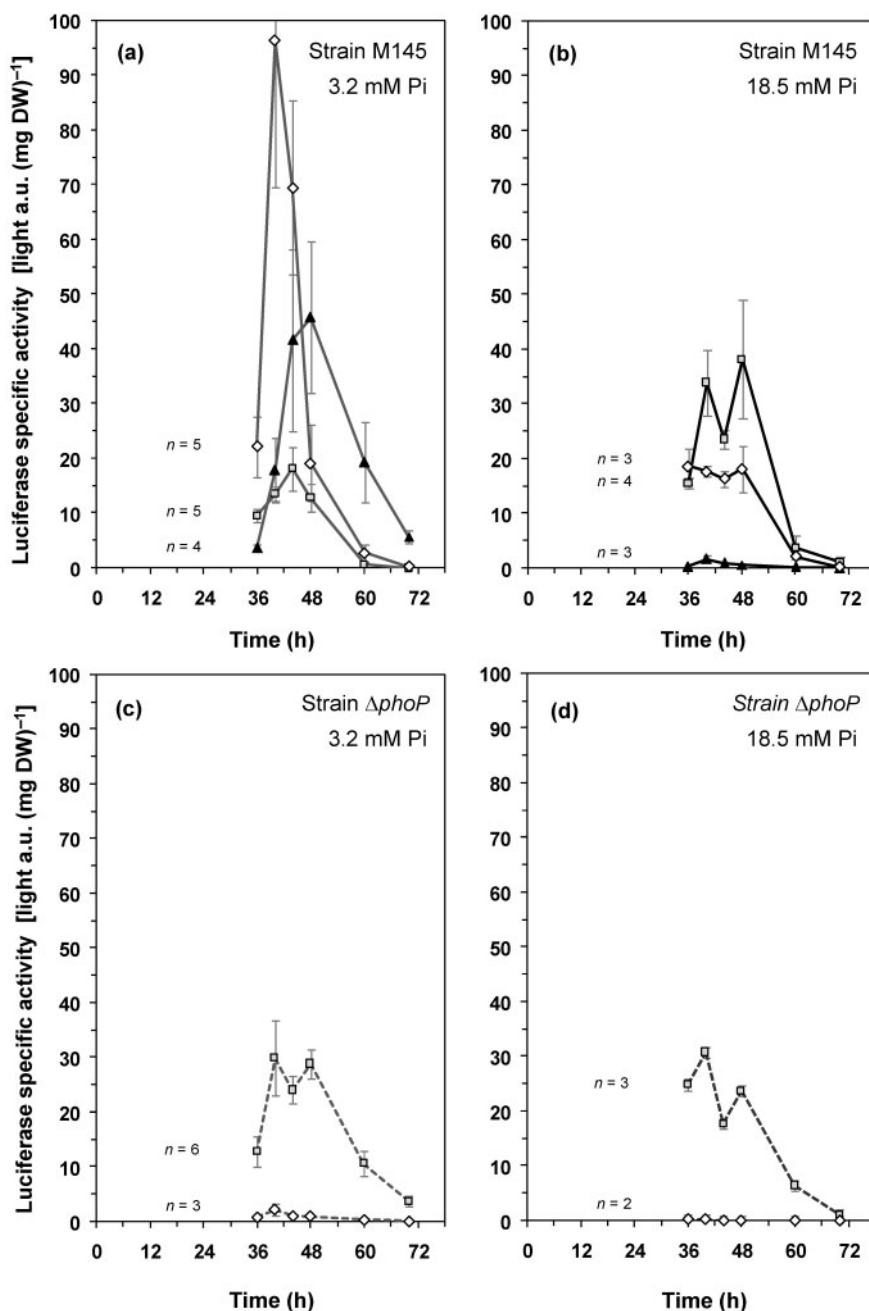 Luciferase specific activity [light a.u. (mg DW)⁻¹]
100
90
80
70
60
50
40
30
20
10
0
(a)
Strain M145
3.2 mM Pi
n = 5
n = 5
n = 4
0 12 24 36 48 60 72
Time (h)
100
90
80
70
60
50
40
30
20
10
0
(b)
Strain M145
18.5 mM Pi
n = 3
n = 4
n = 3
0 12 24 36 48 60 72
Time (h)
Luciferase specific activity [light a.u. (mg DW)⁻¹]
100
90
80
70
60
50
40
30
20
10
0
(c)
Strain ΔphoP
3.2 mM Pi
n = 6
n = 3
0 12 24 36 48 60 72
Time (h)
100
90
80
70
60
50
40
30
20
10
0
(d)
Strain ΔphoP
18.5 mM Pi
n = 3
n = 2
0 12 24 36 48 60 72
Time (h)